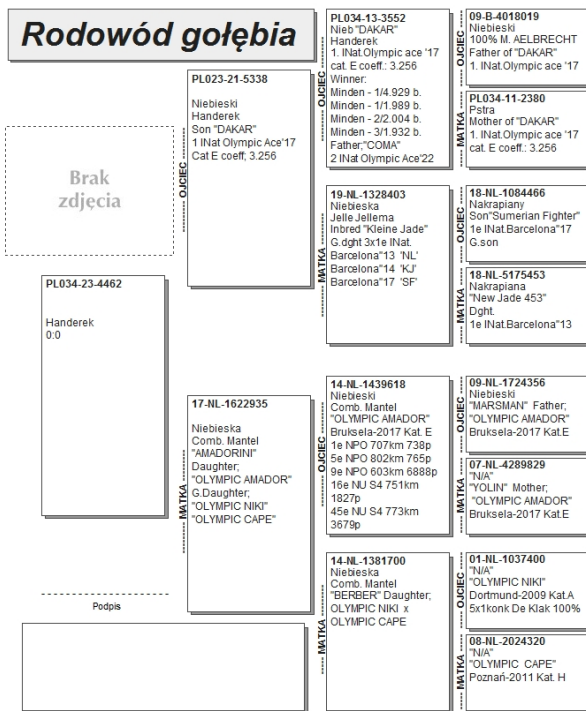 Rodowód gołębia
Brak
zdjęcia
PL034-23-4462
Handerek
0:0
Podpis
OJCIEC
PL023-21-5338
Niebieski
Handerek
Son "DAKAR"
1 INat Olympic Ace'17
Cat E coeff; 3.256
MATKA
17-NL-1622935
Niebieska
Comb. Mantel
"AMADORINI"
Daughter;
"OLYMPIC AMADOR"
G.Daughter;
"OLYMPIC NIKI"
"OLYMPIC CAPE"
OJCIEC
PL034-13-3552
Nieb "DAKAR"
Handerek
1. INat.Olympic ace '17
cat. E coeff.: 3.256
Winner:
Minden - 1/4.929 b.
Minden - 1/1.989 b.
Minden - 2/2.004 b.
Minden - 3/1.932 b.
Father;"COMA"
2 INat Olympic Ace'22
MATKA
19-NL-1328403
Niebieska
Jelle Jellema
Inbred "Kleine Jade"
G.dght 3x1e INat.
Barcelona"13 'NL'
Barcelona"14 'KJ'
Barcelona"17 'SF'
OJCIEC
14-NL-1439618
Niebieski
Comb. Mantel
"OLYMPIC AMADOR"
Bruksela-2017 Kat. E
1e NPO 707km 738p
5e NPO 802km 765p
9e NPO 603km 6888p
16e NU S4 751km
1827p
45e NU S4 773km
3679p
MATKA
14-NL-1381700
Niebieska
Comb. Mantel
"BERBER" Daughter;
OLYMPIC NIKI x
OLYMPIC CAPE
OJCIEC
09-B-4018019
Niebieski
100% M. AELBRECHT
Father of "DAKAR"
1. INat.Olympic ace '17
MATKA
PL034-11-2380
Pstra
Mother of "DAKAR"
1. INat.Olympic ace '17
cat. E coeff.: 3.256
OJCIEC
18-NL-1084466
Nakrapiany
Son"Sumerian Fighter"
1e INat.Barcelona"17
G.son
MATKA
18-NL-5175453
Nakrapiana
"New Jade 453"
Dght.
1e INat.Barcelona"13
OJCIEC
09-NL-1724356
Niebieski
"MARSMAN" Father;
"OLYMPIC AMADOR"
Bruksela-2017 Kat.E
MATKA
07-NL-4289829
"N/A"
"YOLIN" Mother;
"OLYMPIC AMADOR"
Bruksela-2017 Kat.E
OJCIEC
01-NL-1037400
"N/A"
"OLYMPIC NIKI"
Dortmund-2009 Kat.A
5x1konk De Klak 100%
MATKA
08-NL-2024320
"N/A"
"OLYMPIC CAPE"
Poznań-2011 Kat. H